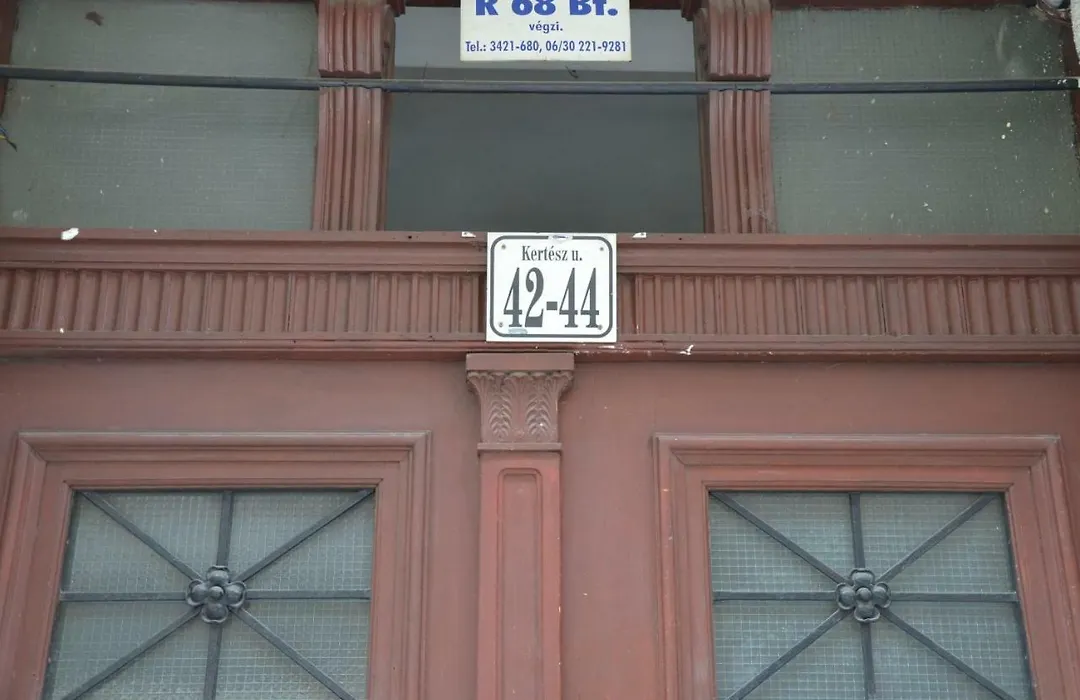 R 68 Bt.
végzi.
Tel.: 3421-680, 06/30 221-9281
Kertész u.
42-44